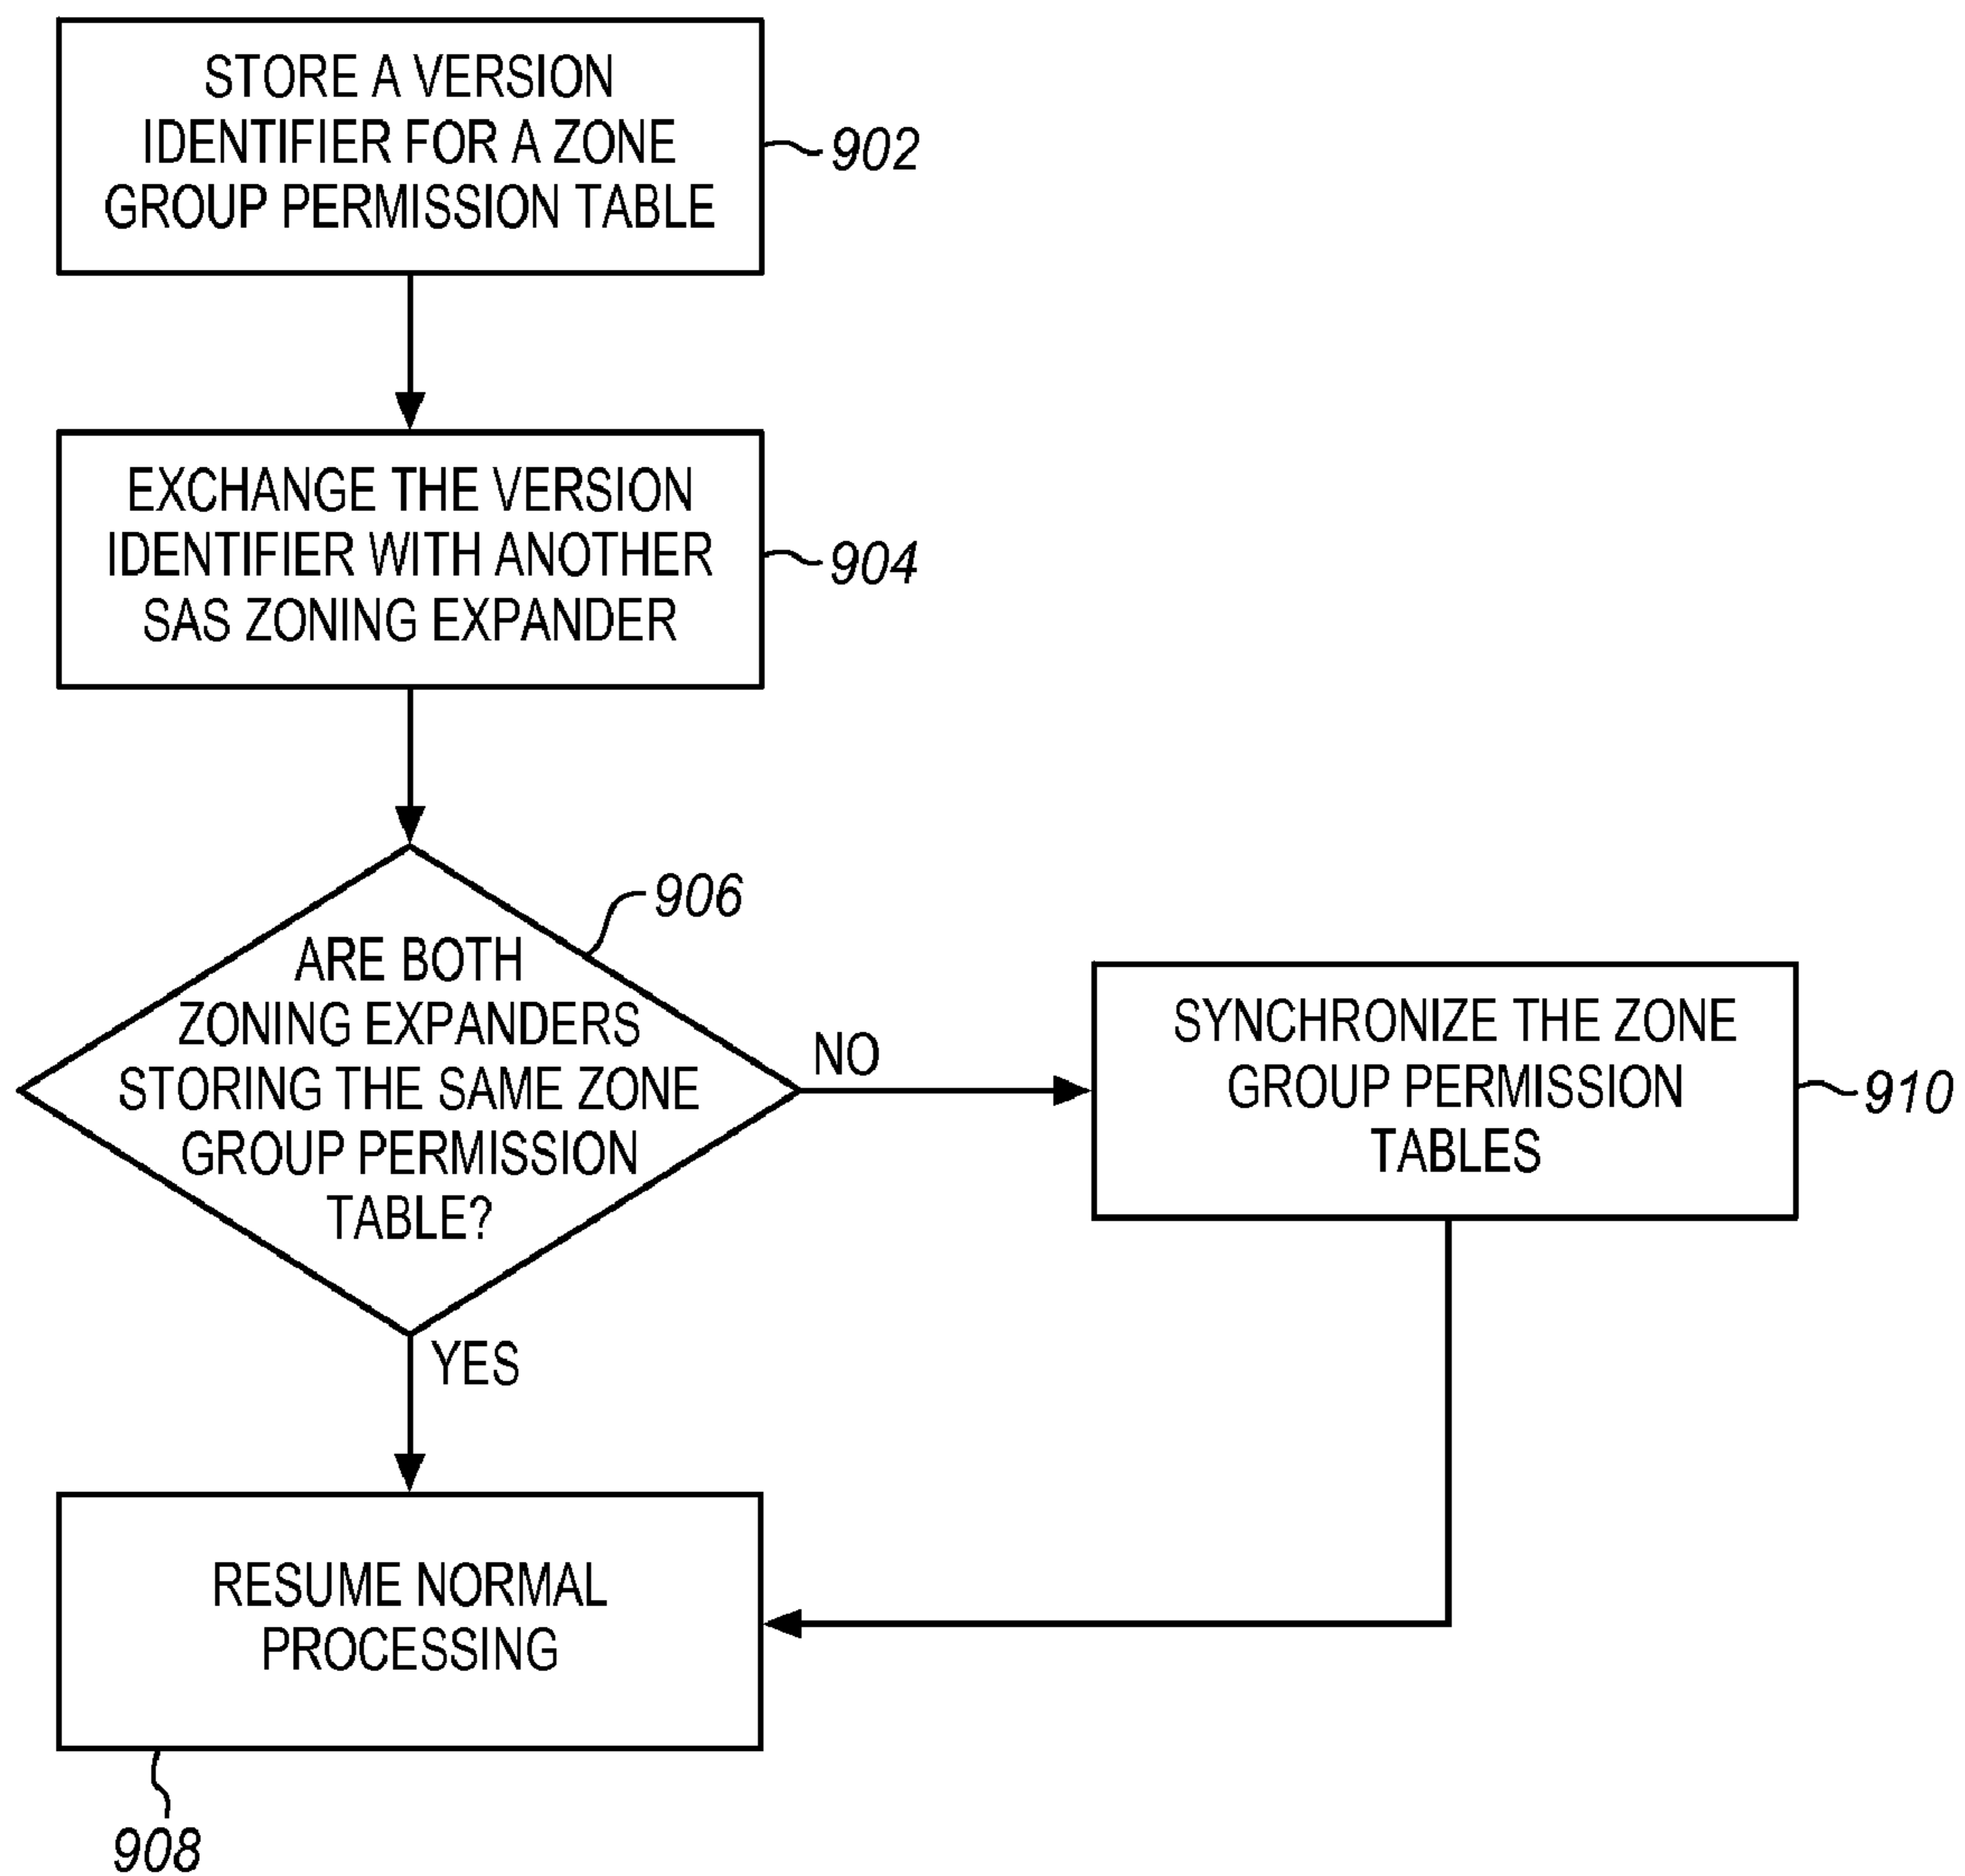 STORE A VERSION
IDENTIFIER FOR A ZONE
GROUP PERMISSION TABLE
902
EXCHANGE THE VERSION
IDENTIFIER WITH ANOTHER
SAS ZONING EXPANDER
904
906
ARE BOTH
ZONING EXPANDERS
STORING THE SAME ZONE
GROUP PERMISSION
TABLE?
NO
SYNCHRONIZE THE ZONE
GROUP PERMISSION
TABLES
910
YES
RESUME NORMAL
PROCESSING
908